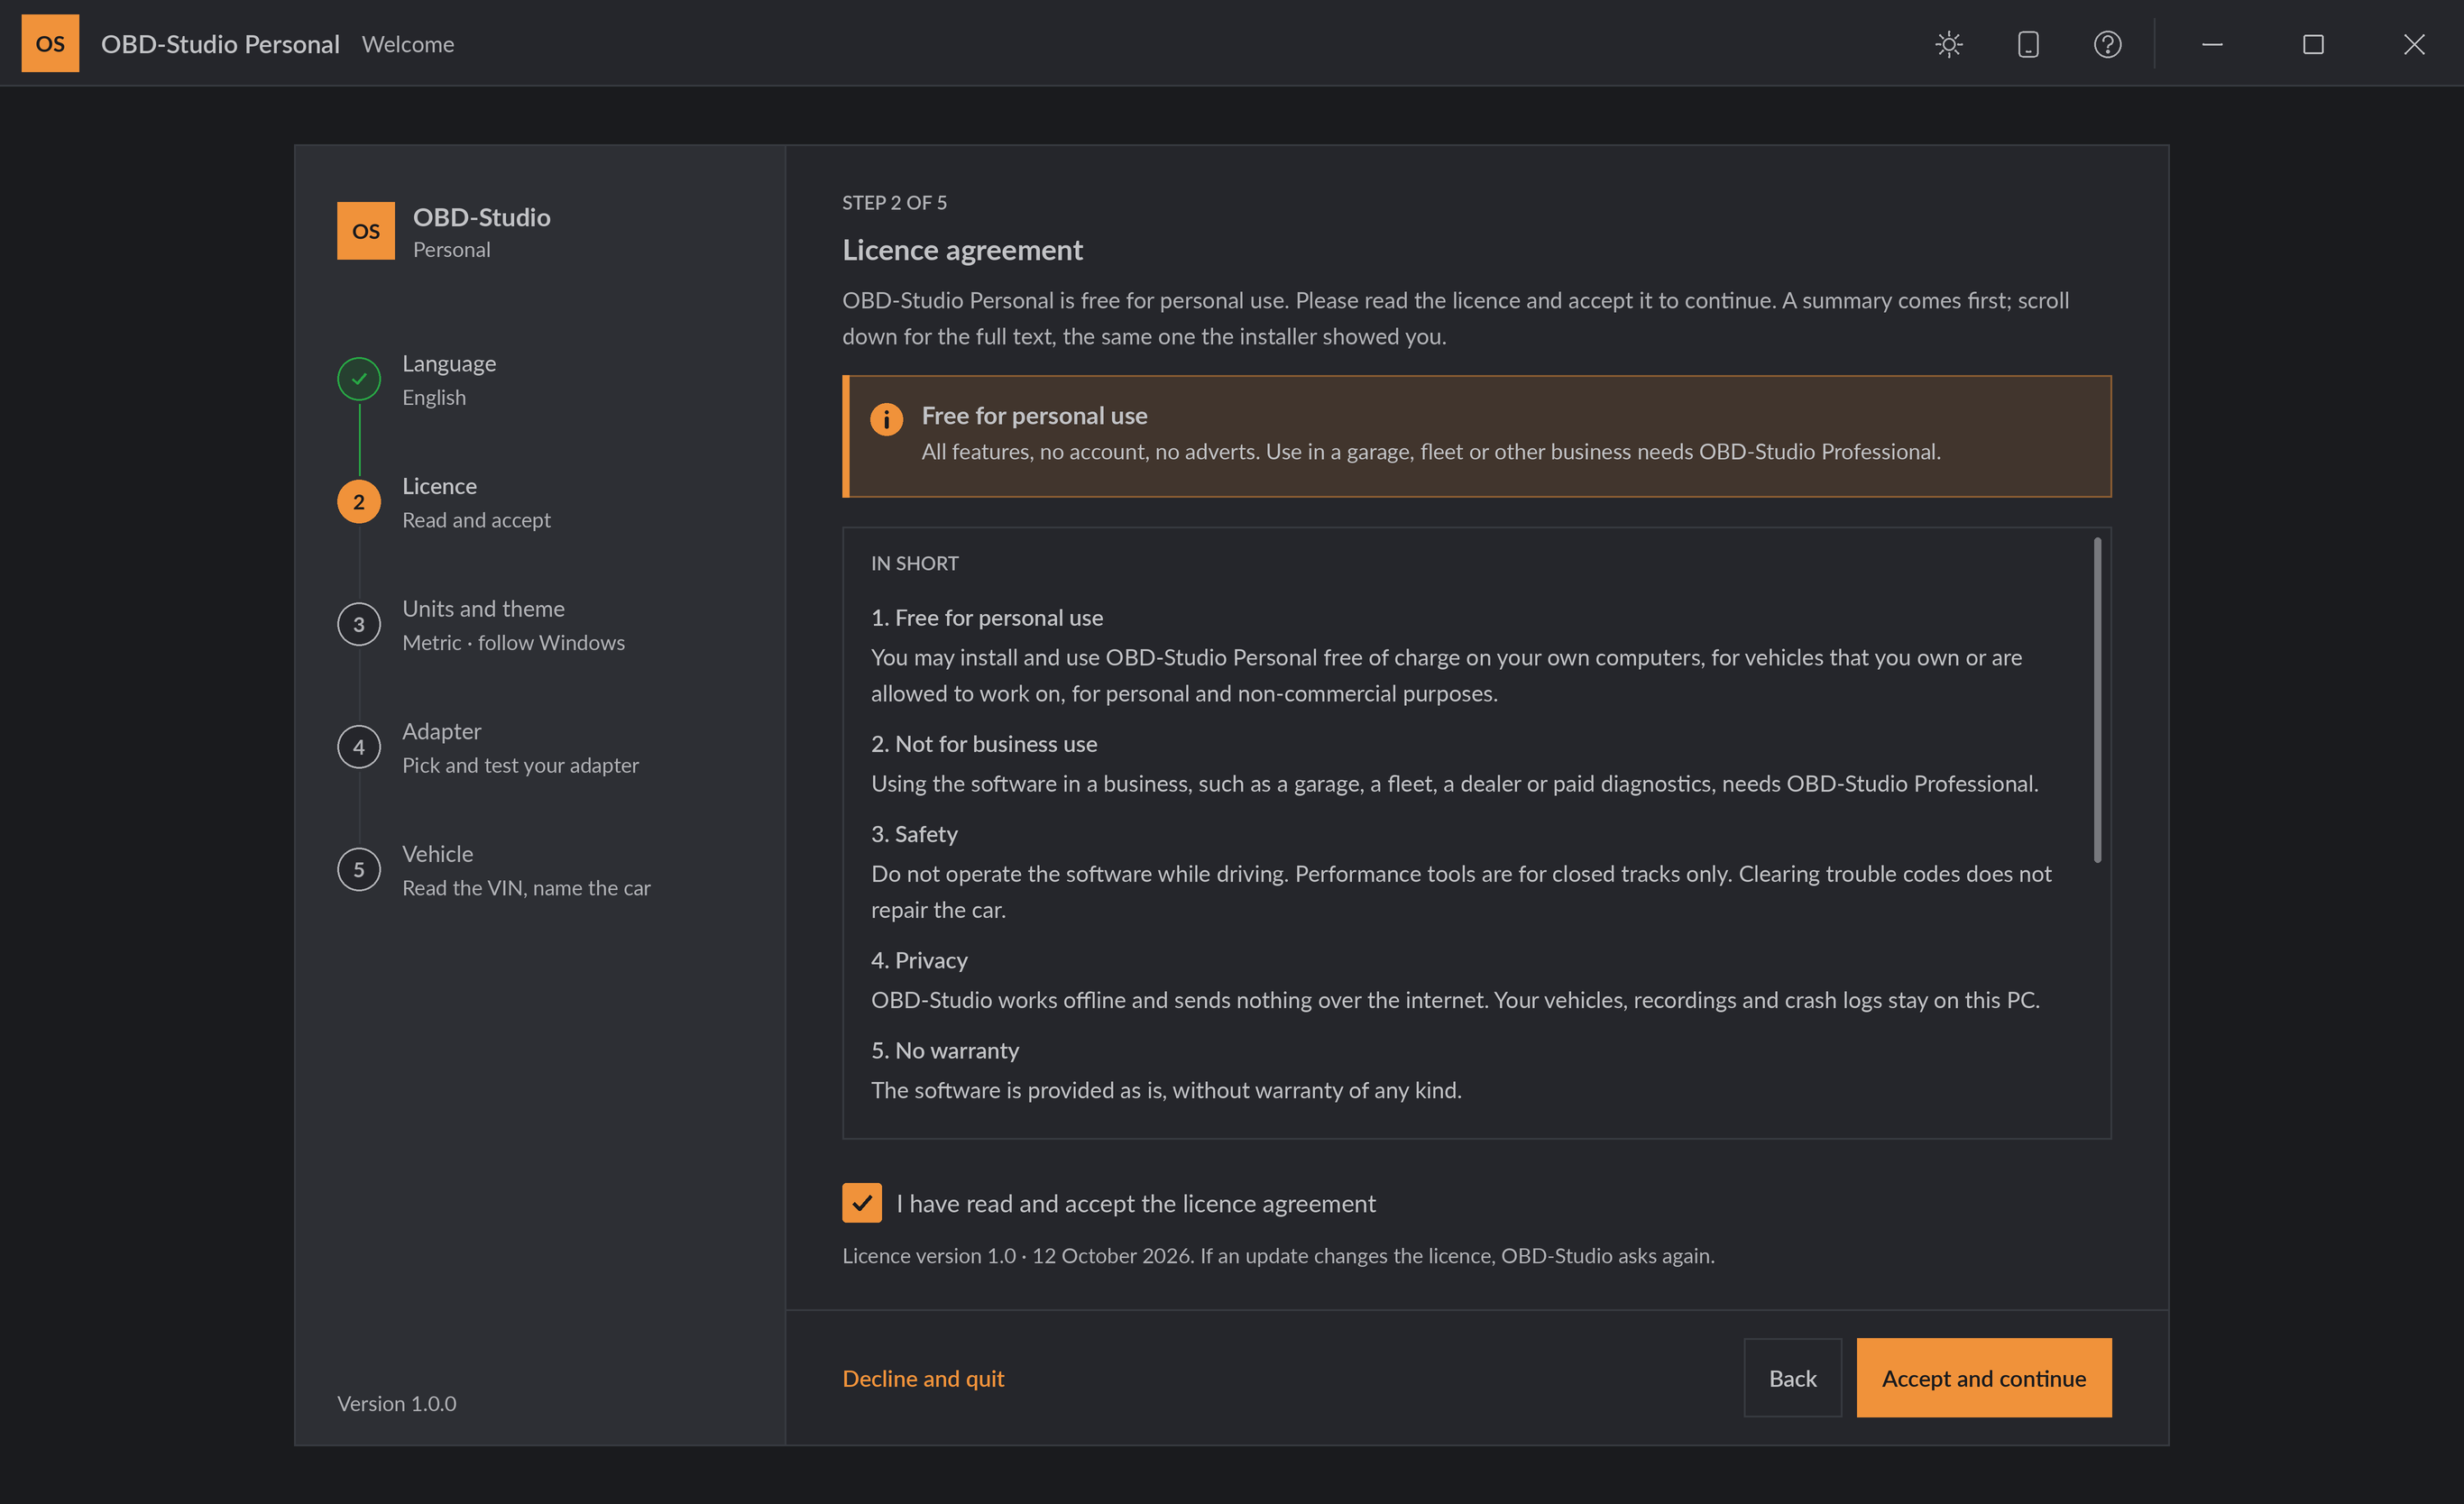 OS OBD-Studio Personal Welcome
OS
OBD-Studio
Personal
Language
English
2
Licence
Read and accept
3
Units and theme
Metric · follow Windows
4
Adapter
Pick and test your adapter
5
Vehicle
Read the VIN, name the car
Version 1.0.0
STEP 2 OF 5
Licence agreement
OBD-Studio Personal is free for personal use. Please read the licence and accept it to continue. A summary comes first; scroll
down for the full text, the same one the installer showed you.
Free for personal use
All features, no account, no adverts. Use in a garage, fleet or other business needs OBD-Studio Professional.
IN SHORT
1. Free for personal use
You may install and use OBD-Studio Personal free of charge on your own computers, for vehicles that you own or are
allowed to work on, for personal and non-commercial purposes.
2. Not for business use
Using the software in a business, such as a garage, a fleet, a dealer or paid diagnostics, needs OBD-Studio Professional.
3. Safety
Do not operate the software while driving. Performance tools are for closed tracks only. Clearing trouble codes does not
repair the car.
4. Privacy
OBD-Studio works offline and sends nothing over the internet. Your vehicles, recordings and crash logs stay on this PC.
5. No warranty
The software is provided as is, without warranty of any kind.
I have read and accept the licence agreement
Licence version 1.0 · 12 October 2026. If an update changes the licence, OBD-Studio asks again.
Decline and quit
Back
Accept and continue